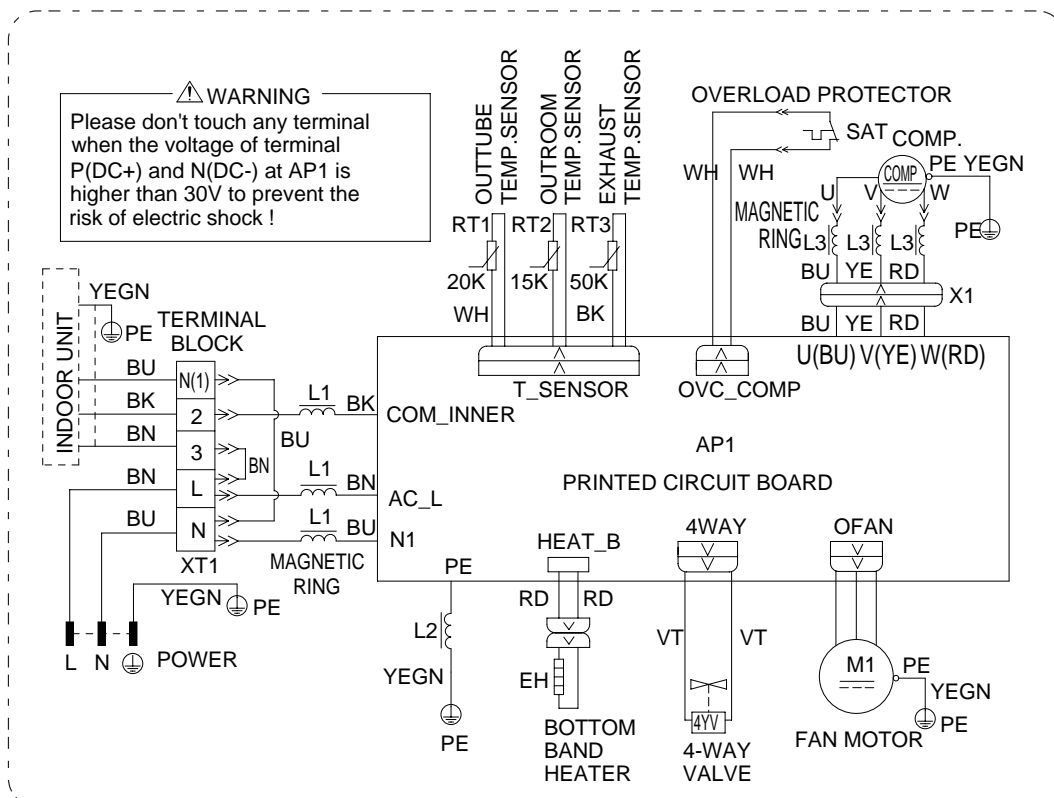 WARNING
Please don't touch any terminal
when the voltage of terminal
P(DC+) and N(DC-) at AP1 is
higher than 30V to prevent the
risk of electric shock !
OUTTUBE
TEMP.SENSOR
OUTROOM
TEMP.SENSOR
EXHAUST
TEMP.SENSOR
RT1
RT2
RT3
20K
15K
50K
WH
BK
OVERLOAD PROTECTOR
SAT
WH
WH
COMP.
COMP
PE YEGN
U
V
W
PE
MAGNETIC
RING
L3
L3
L3
BU
YE
RD
X1
BU
YE
RD
U(BU) V(YE) W(RD)
INDOOR UNIT
YEGN
PE
TERMINAL
BLOCK
BU
N(1)
BK
2
L1
BK
COM_INNER
BN
3
BU
BN
BN
L
L1
BN
AC_L
BU
N
L1
BU
N1
XT1
MAGNETIC
RING
T_SENSOR
OVC_COMP
AP1
PRINTED CIRCUIT BOARD
YEGN
PE
L
N
POWER
PE
L2
YEGN
PE
HEAT_B
RD
RD
EH
BOTTOM
BAND
HEATER
4WAY
VT
VT
4YV
4-WAY
VALVE
OFAN
M1
PE
YEGN
PE
FAN MOTOR